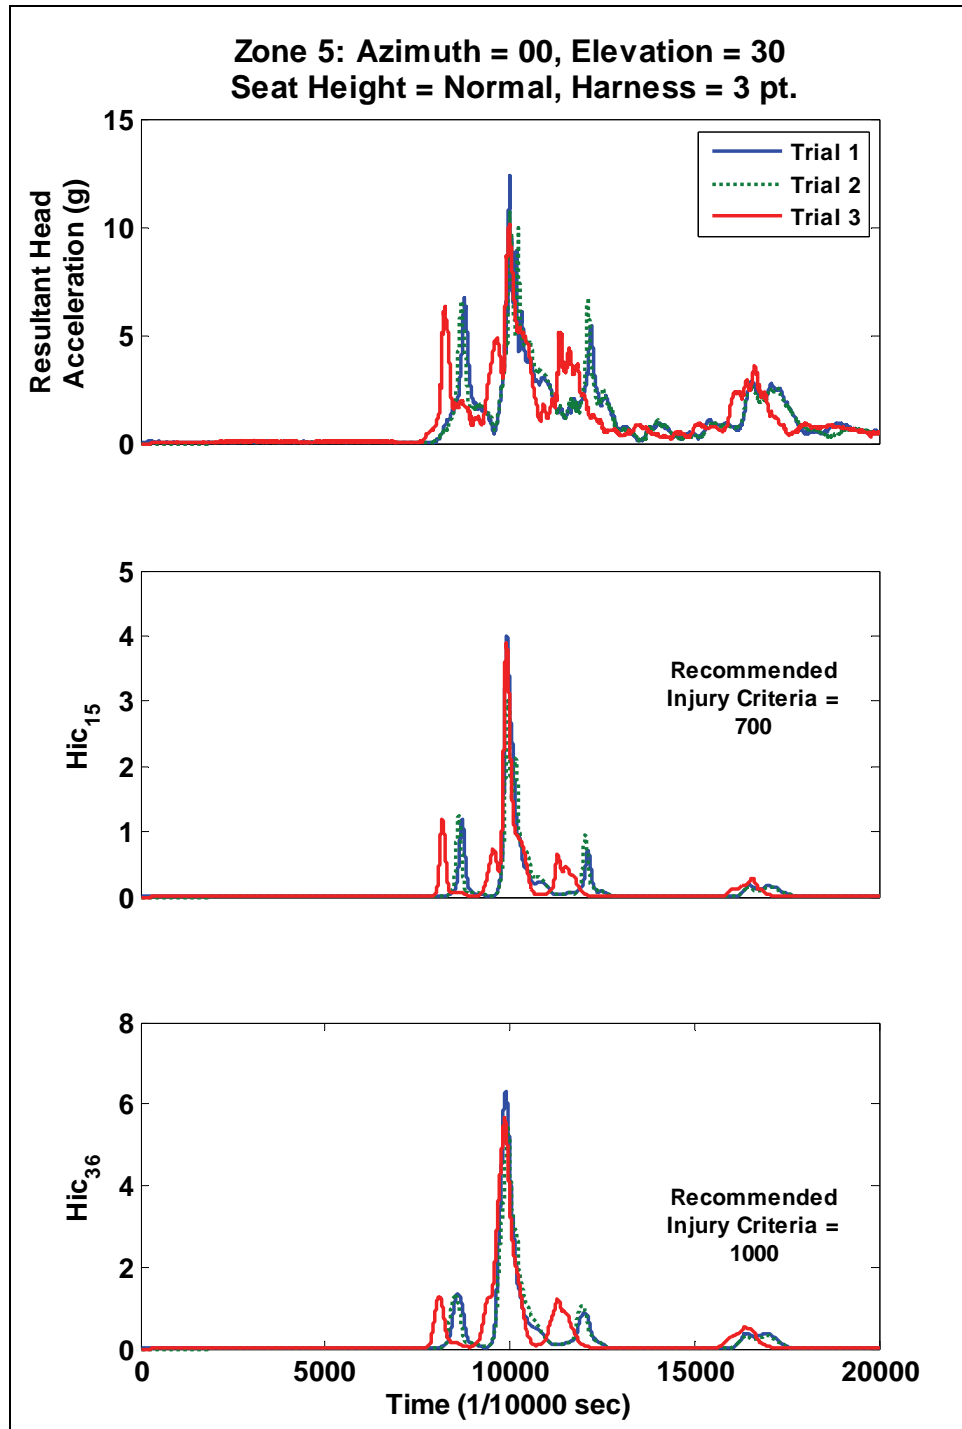 Zone 5: Azimuth = 00, Elevation = 30
Seat Height = Normal, Harness = 3 pt.
15
10
5
0
Resultant Head
Acceleration (g)
Trial 1
Trial 2
Trial 3
5
4
3
2
1
0
Hic15
Recommended
Injury Criteria =
700
8
6
4
2
0
Hic36
Recommended
Injury Criteria =
1000
0 5000 10000 15000 20000
Time (1/10000 sec)